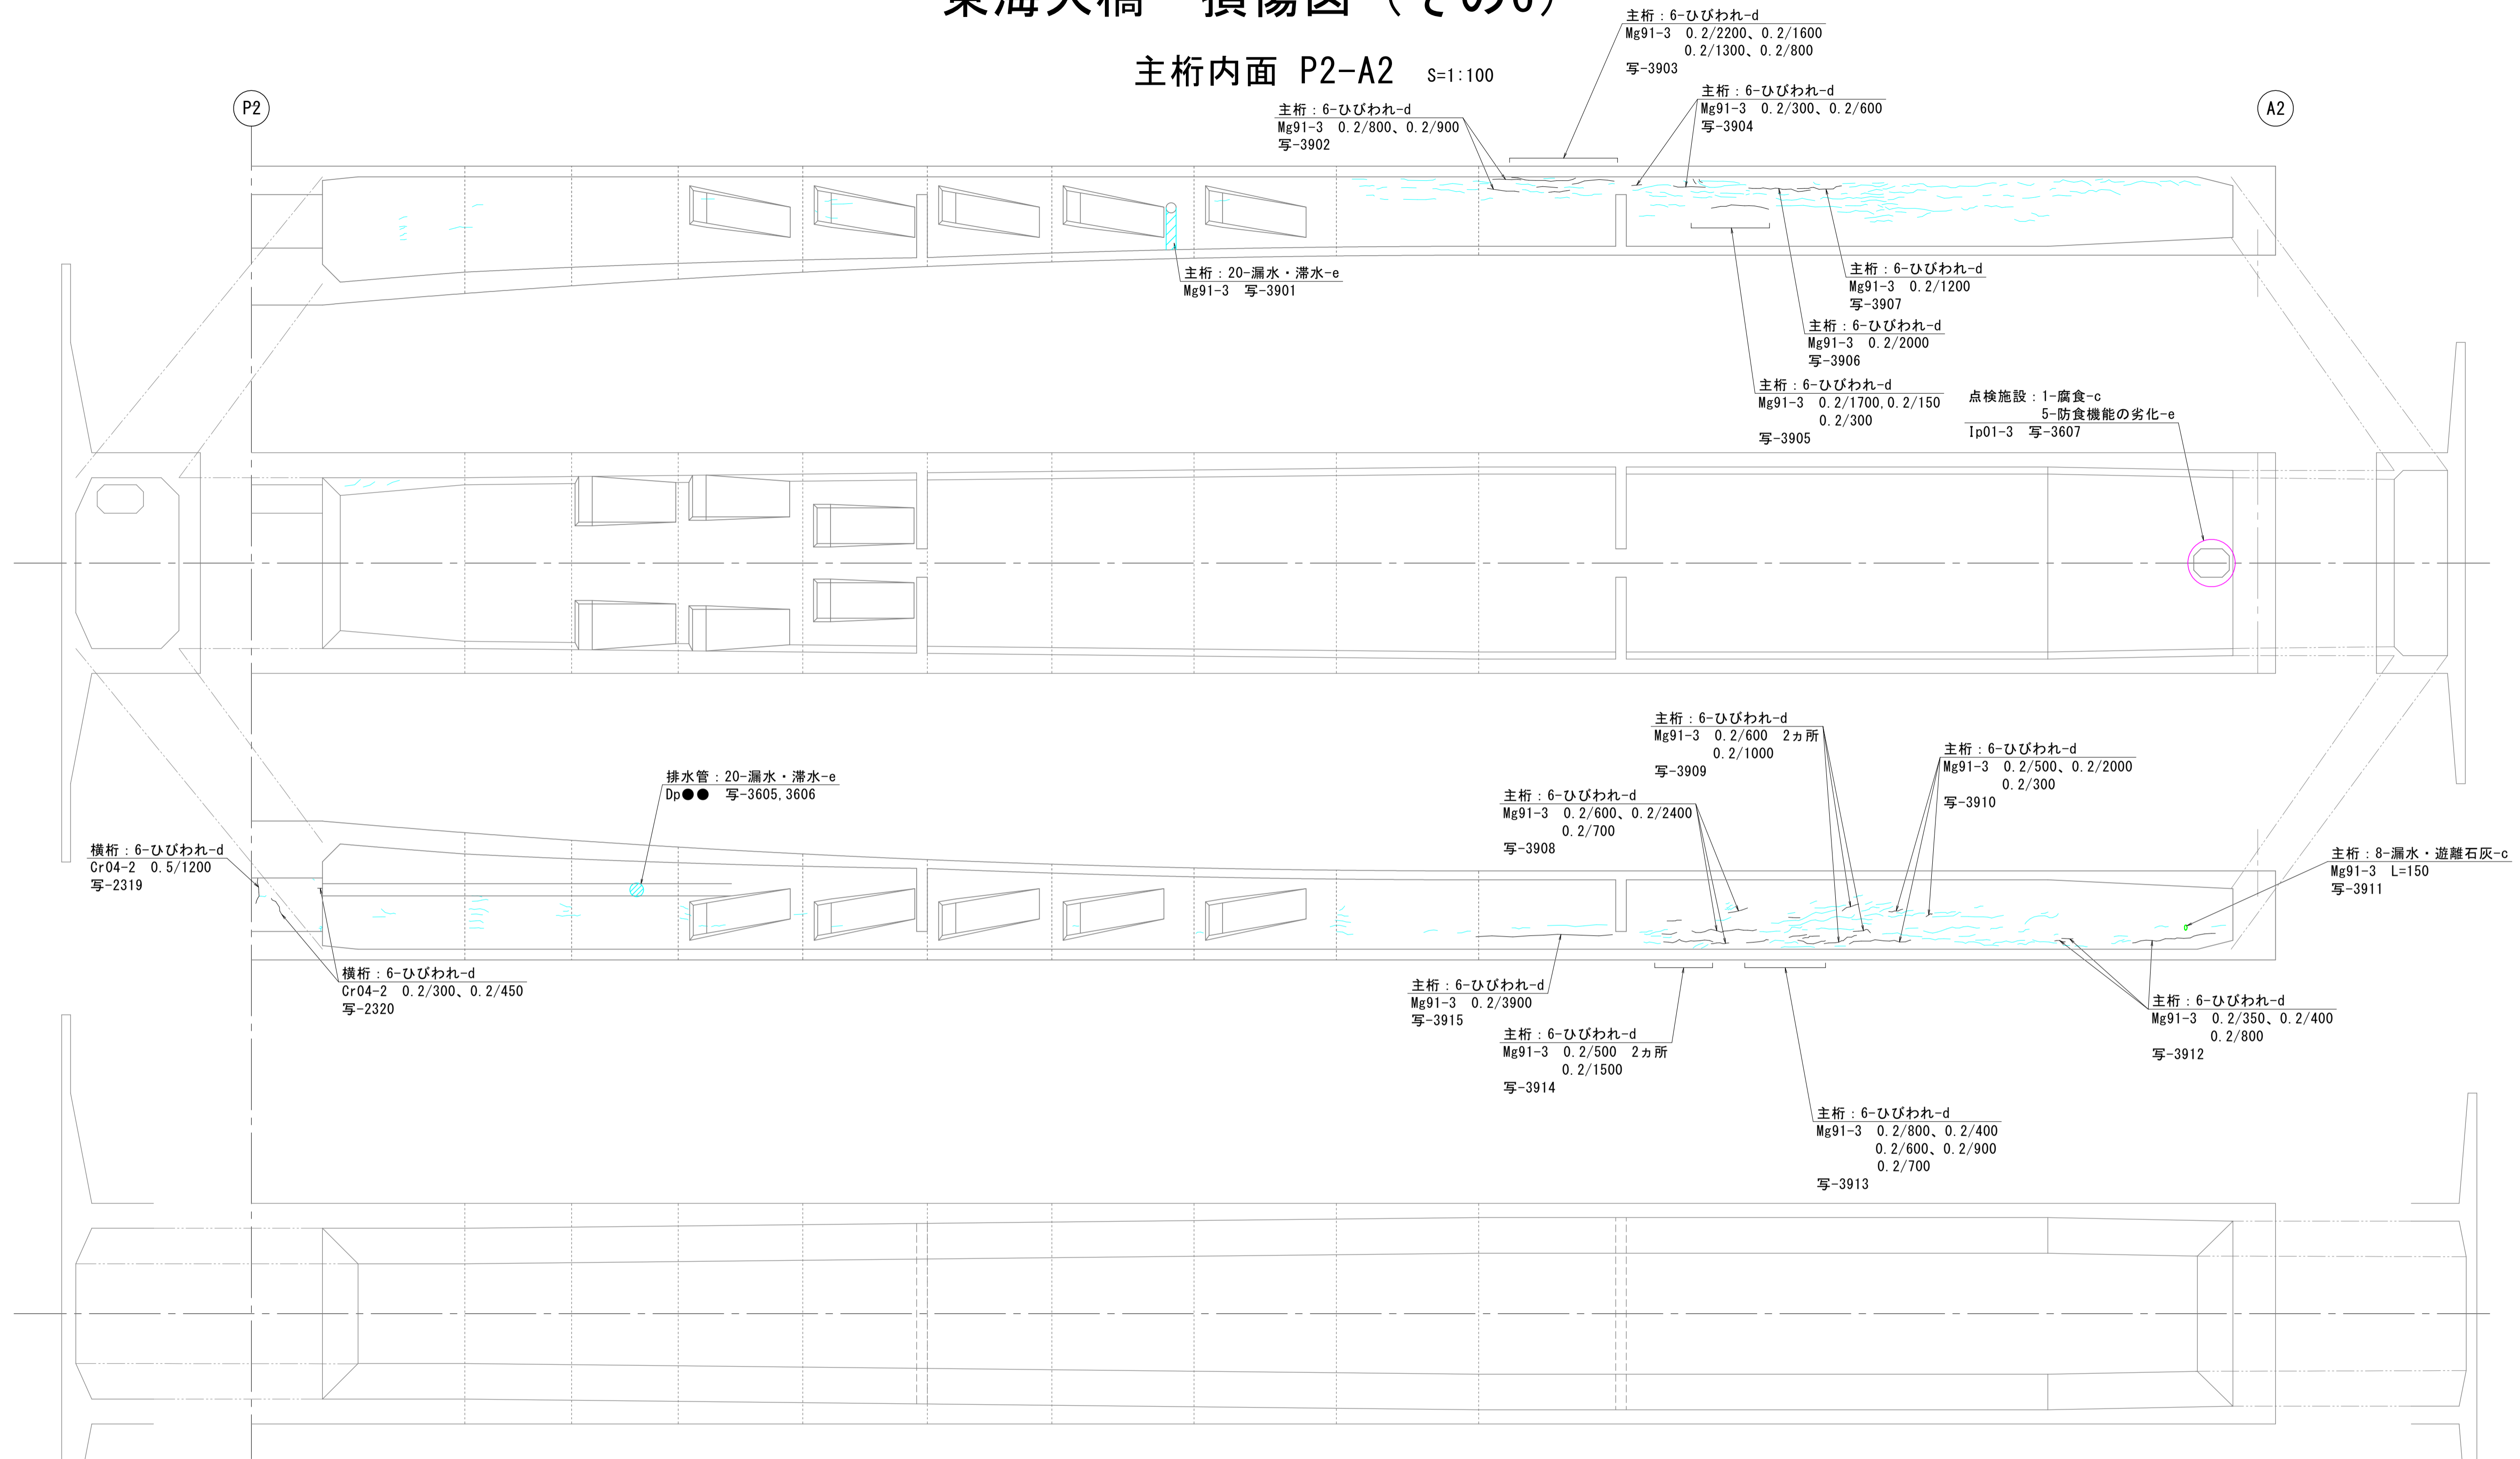 東海大橋 損傷図（その6）
主桁内面 P2-A2 S=1:100
P2
A2
主桁：6-ひびわれ-d
Mg91-3 0.2/2200、0.2/1600
0.2/1300、0.2/800
写-3903
主桁：6-ひびわれ-d
Mg91-3 0.2/300、0.2/600
写-3904
主桁：6-ひびわれ-d
Mg91-3 0.2/800、0.2/900
写-3902
主桁：20-漏水・滞水-e
Mg91-3 写-3901
主桁：6-ひびわれ-d
Mg91-3 0.2/1200
写-3907
主桁：6-ひびわれ-d
Mg91-3 0.2/2000
写-3906
主桁：6-ひびわれ-d
Mg91-3 0.2/1700,0.2/150
0.2/300
写-3905
点検施設：1-腐食-c
5-防食機能の劣化-e
Ip01-3 写-3607
主桁：6-ひびわれ-d
Mg91-3 0.2/600 2ヵ所
0.2/1000
写-3909
主桁：6-ひびわれ-d
Mg91-3 0.2/500、0.2/2000
0.2/300
写-3910
排水管：20-漏水・滞水-e
Dp●● 写-3605,3606
主桁：6-ひびわれ-d
Mg91-3 0.2/600、0.2/2400
0.2/700
写-3908
横桁：6-ひびわれ-d
Cr04-2 0.5/1200
写-2319
主桁：8-漏水・遊離石灰-c
Mg91-3 L=150
写-3911
横桁：6-ひびわれ-d
Cr04-2 0.2/300、0.2/450
写-2320
主桁：6-ひびわれ-d
Mg91-3 0.2/3900
写-3915
主桁：6-ひびわれ-d
Mg91-3 0.2/350、0.2/400
0.2/800
写-3912
主桁：6-ひびわれ-d
Mg91-3 0.2/500 2ヵ所
0.2/1500
写-3914
主桁：6-ひびわれ-d
Mg91-3 0.2/800、0.2/400
0.2/600、0.2/900
0.2/700
写-3913